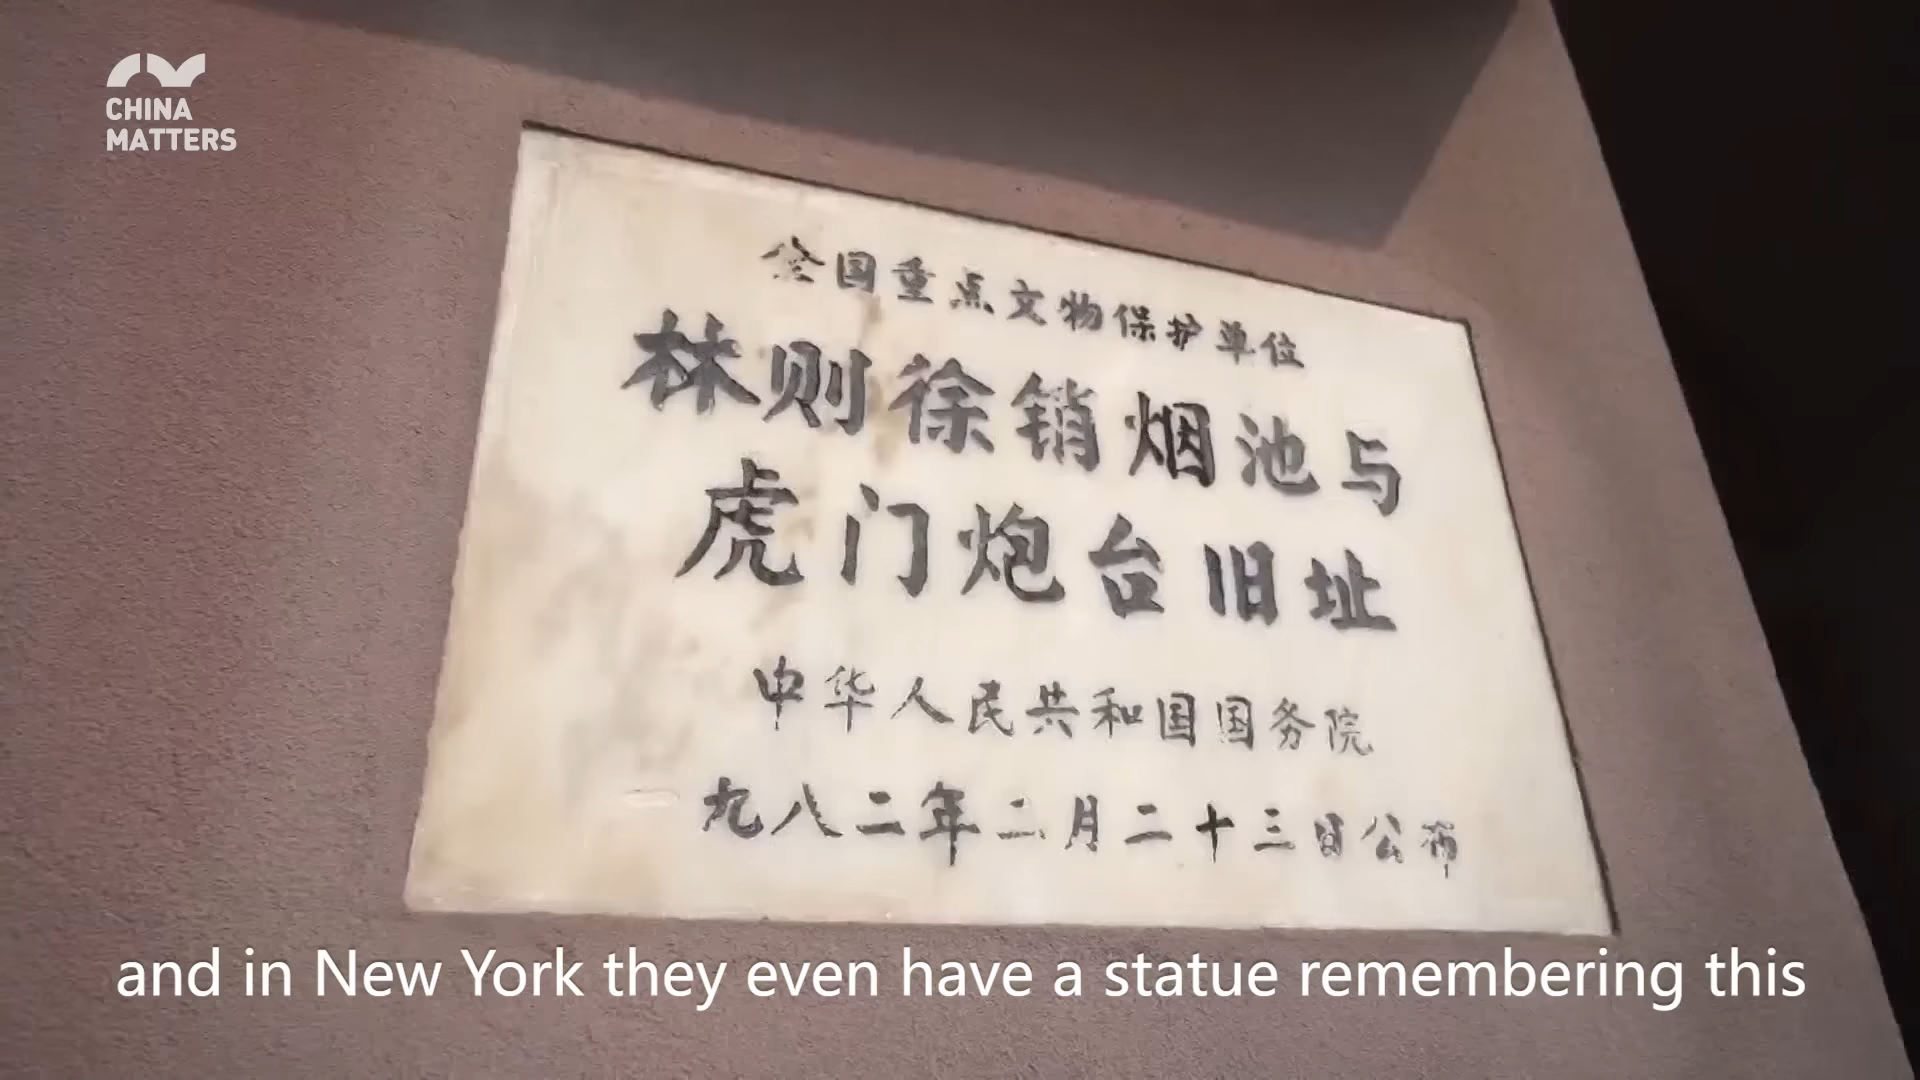 CHINA
MATTERS
全国重点文物保护单位
林则徐销烟池与
虎门炮台旧址
中华人民共和国国务院
一九八二年二月二十三日公布
and in New York they even have a statue remembering this